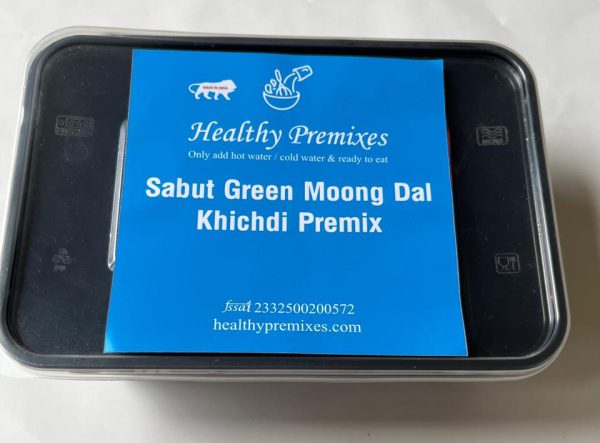 MADE IN INDIA
Healthy Premixes
Only add hot water / cold water & ready to eat
Sabut Green Moong Dal
Khichdi Premix
fssai 2332500200572
healthypremixes.com
MICRO